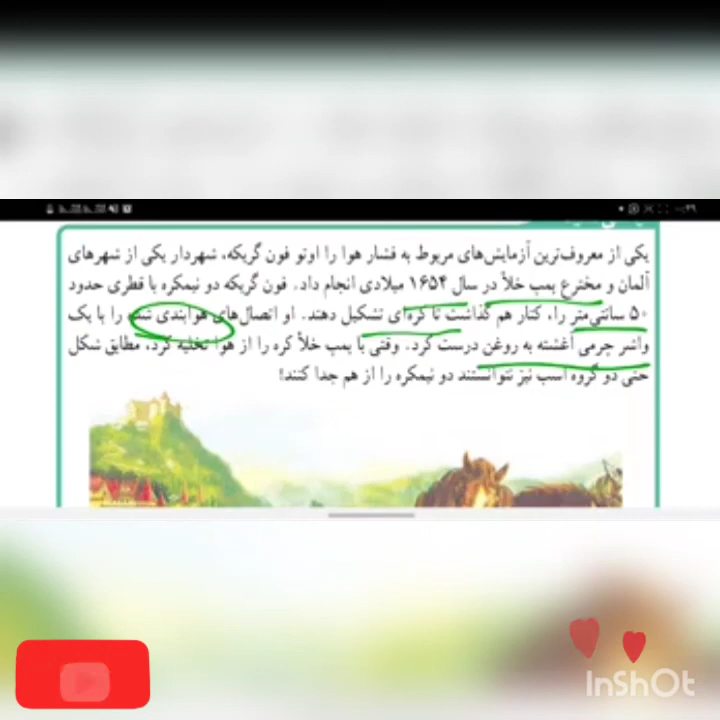 یکی از معروف‌ترین آزمایش‌های مربوط به فشار هوا را اوتو فون گریکه، شهردار یکی از شهرهای
آلمان و مخترع پمپ خلأ در سال ۱۶۵۴ میلادی انجام داد. فون گریکه دو نیمکره با قطری حدود
۵۰ سانتی‌متر را، کنار هم گذاشت تا کره‌ای تشکیل دهند. او اتصال‌های هوابندی شده را با یک
واشر چرمی آغشته به روغن درست کرد. وقتی با پمپ خلأ کره را از هوا تخلیه کرد، مطابق شکل
حتی دو گروه اسب نیز نتوانستند دو نیمکره را از هم جدا کنند!
InShOt